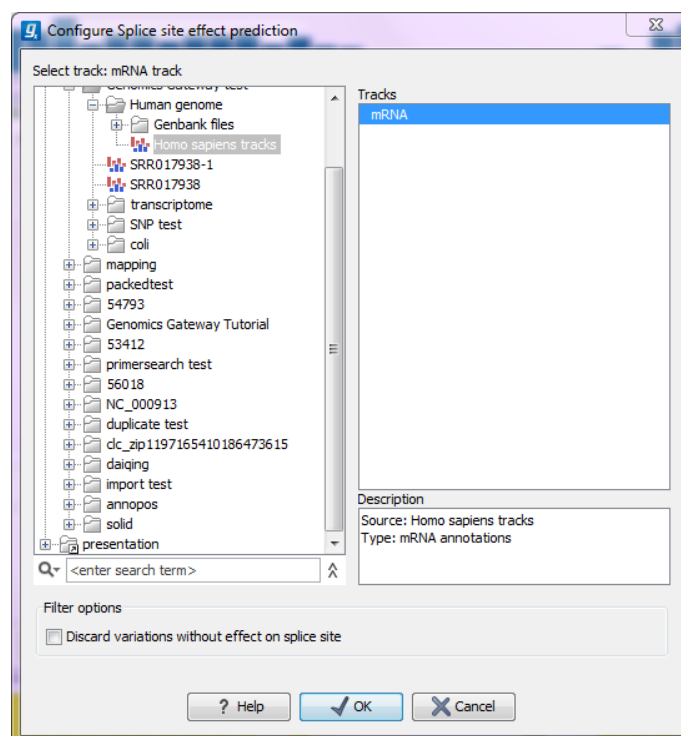 Configure Splice site effect prediction
Select track: mRNA track
Genomics Gateway test
Human genome
Genbank files
Homo sapiens tracks
SRR017938-1
SRR017938
transcriptome
SNP test
coli
mapping
packedtest
54793
Genomics Gateway Tutorial
53412
primersearch test
56018
NC_000913
duplicate test
clc_zip1197165410186473615
daiqing
import test
annopos
solid
presentation
<enter search term>
Tracks
mRNA
Description
Source: Homo sapiens tracks
Type: mRNA annotations
Filter options
Discard variations without effect on splice site
? Help
OK
Cancel